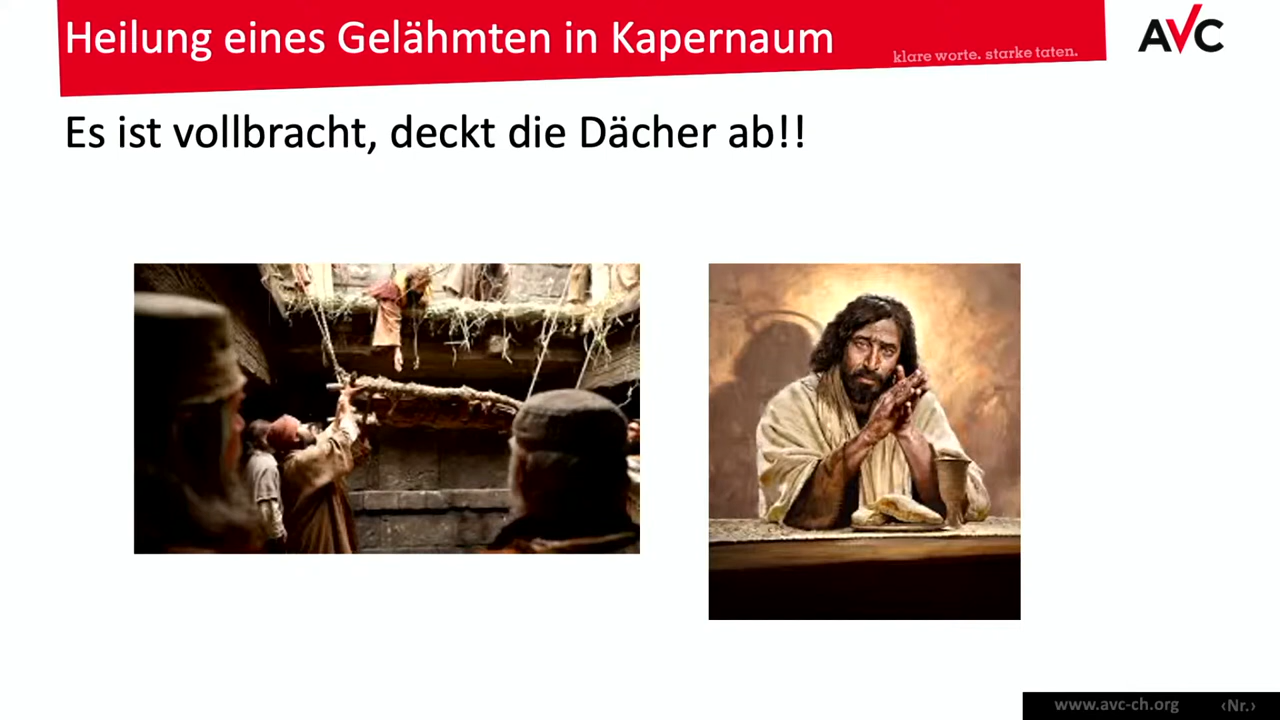 Heilung eines Gelähmten in Kapernaum
klare worte. starke taten.
AVC
Es ist vollbracht, deckt die Dächer ab!!
www.avc-ch.org
‹Nr.›